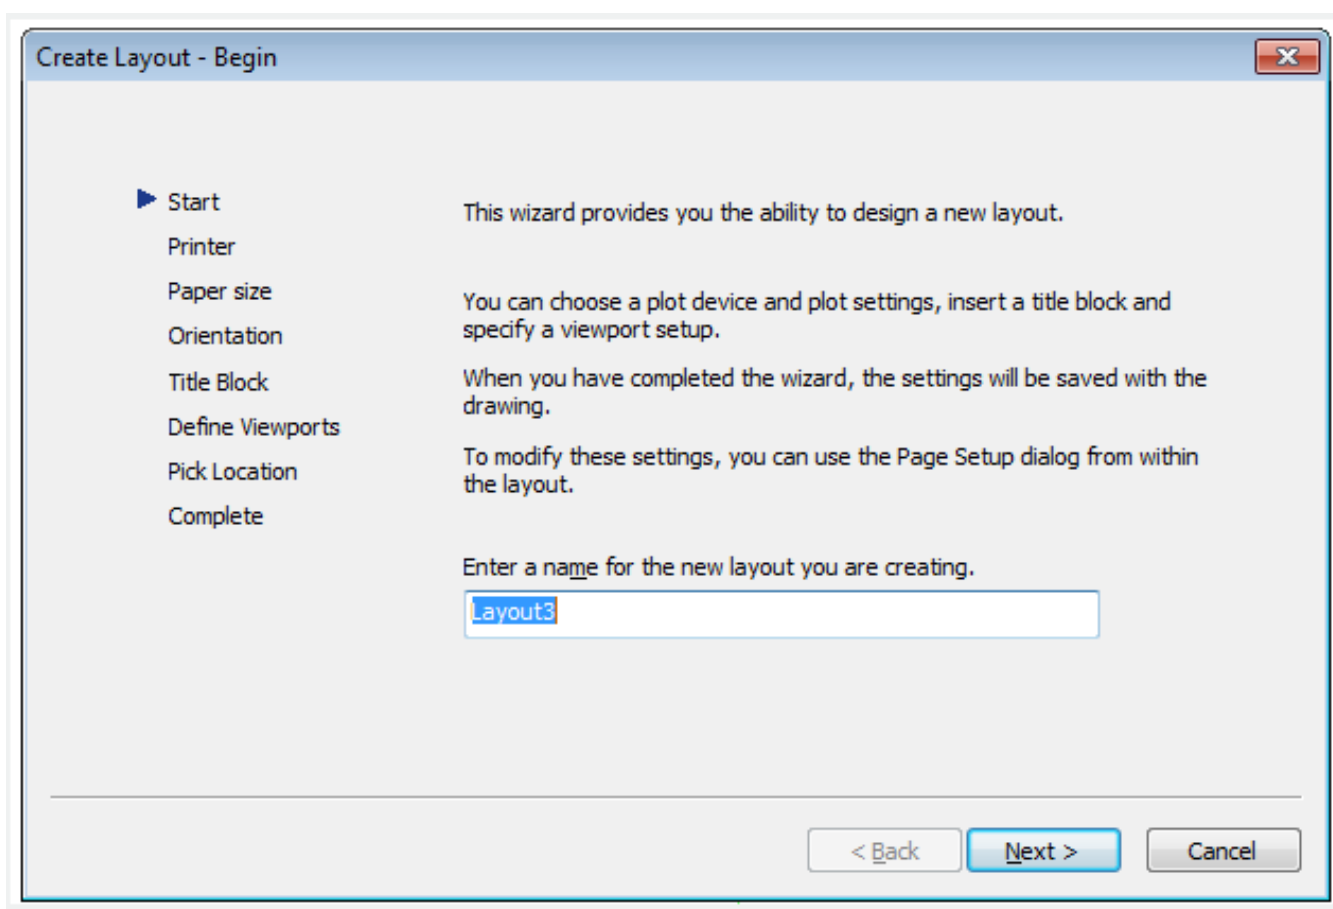 Create Layout - Begin
Start
Printer
Paper size
Orientation
Title Block
Define Viewports
Pick Location
Complete
This wizard provides you the ability to design a new layout.
You can choose a plot device and plot settings, insert a title block and
specify a viewport setup.
When you have completed the wizard, the settings will be saved with the
drawing.
To modify these settings, you can use the Page Setup dialog from within
the layout.
Enter a name for the new layout you are creating.
Layout3
< Back
Next >
Cancel